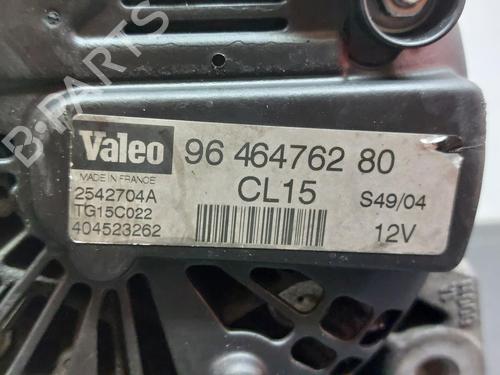 Valeo
96 464762 80
MADE IN FRANCE
CL15
2542704A
S49/04
TG15C022
404523262
12V
B-PARTS